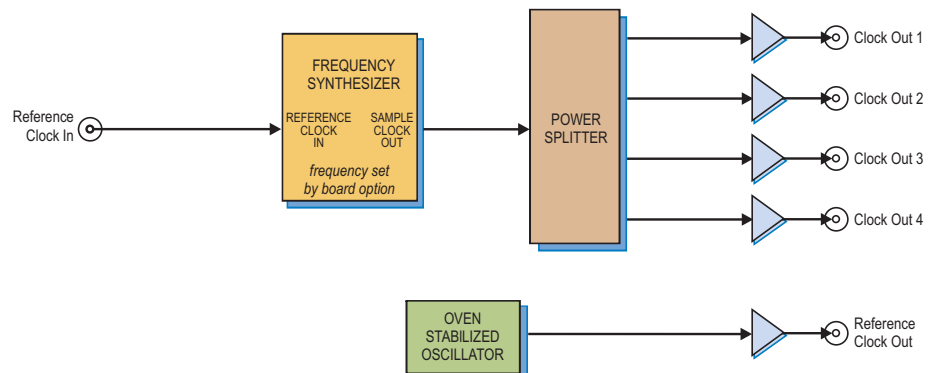 Reference
Clock In
FREQUENCY
SYNTHESIZER
REFERENCE
CLOCK
IN
SAMPLE
CLOCK
OUT
frequency set
by board option
POWER
SPLITTER
Clock Out 1
Clock Out 2
Clock Out 3
Clock Out 4
OVEN
STABILIZED
OSCILLATOR
Reference
Clock Out